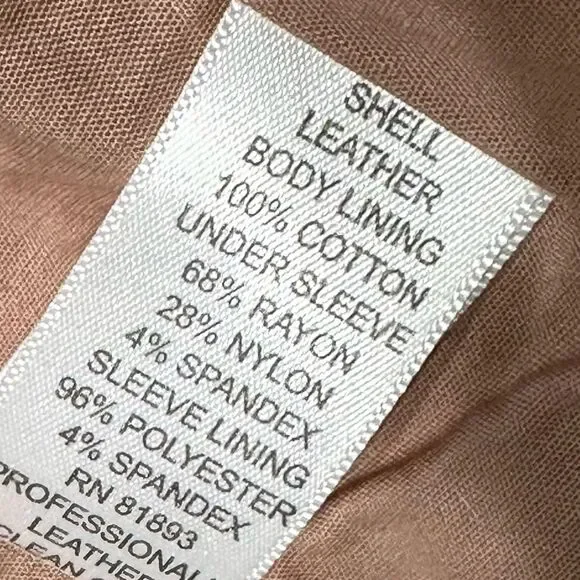 SHELL
LEATHER
BODY LINING
100% COTTON
UNDER SLEEVE
68% RAYON
28% NYLON
4% SPANDEX
SLEEVE LINING
96% POLYESTER
4% SPANDEX
RN 81893
PROFESSIONAL
LEATHER
CLEAN